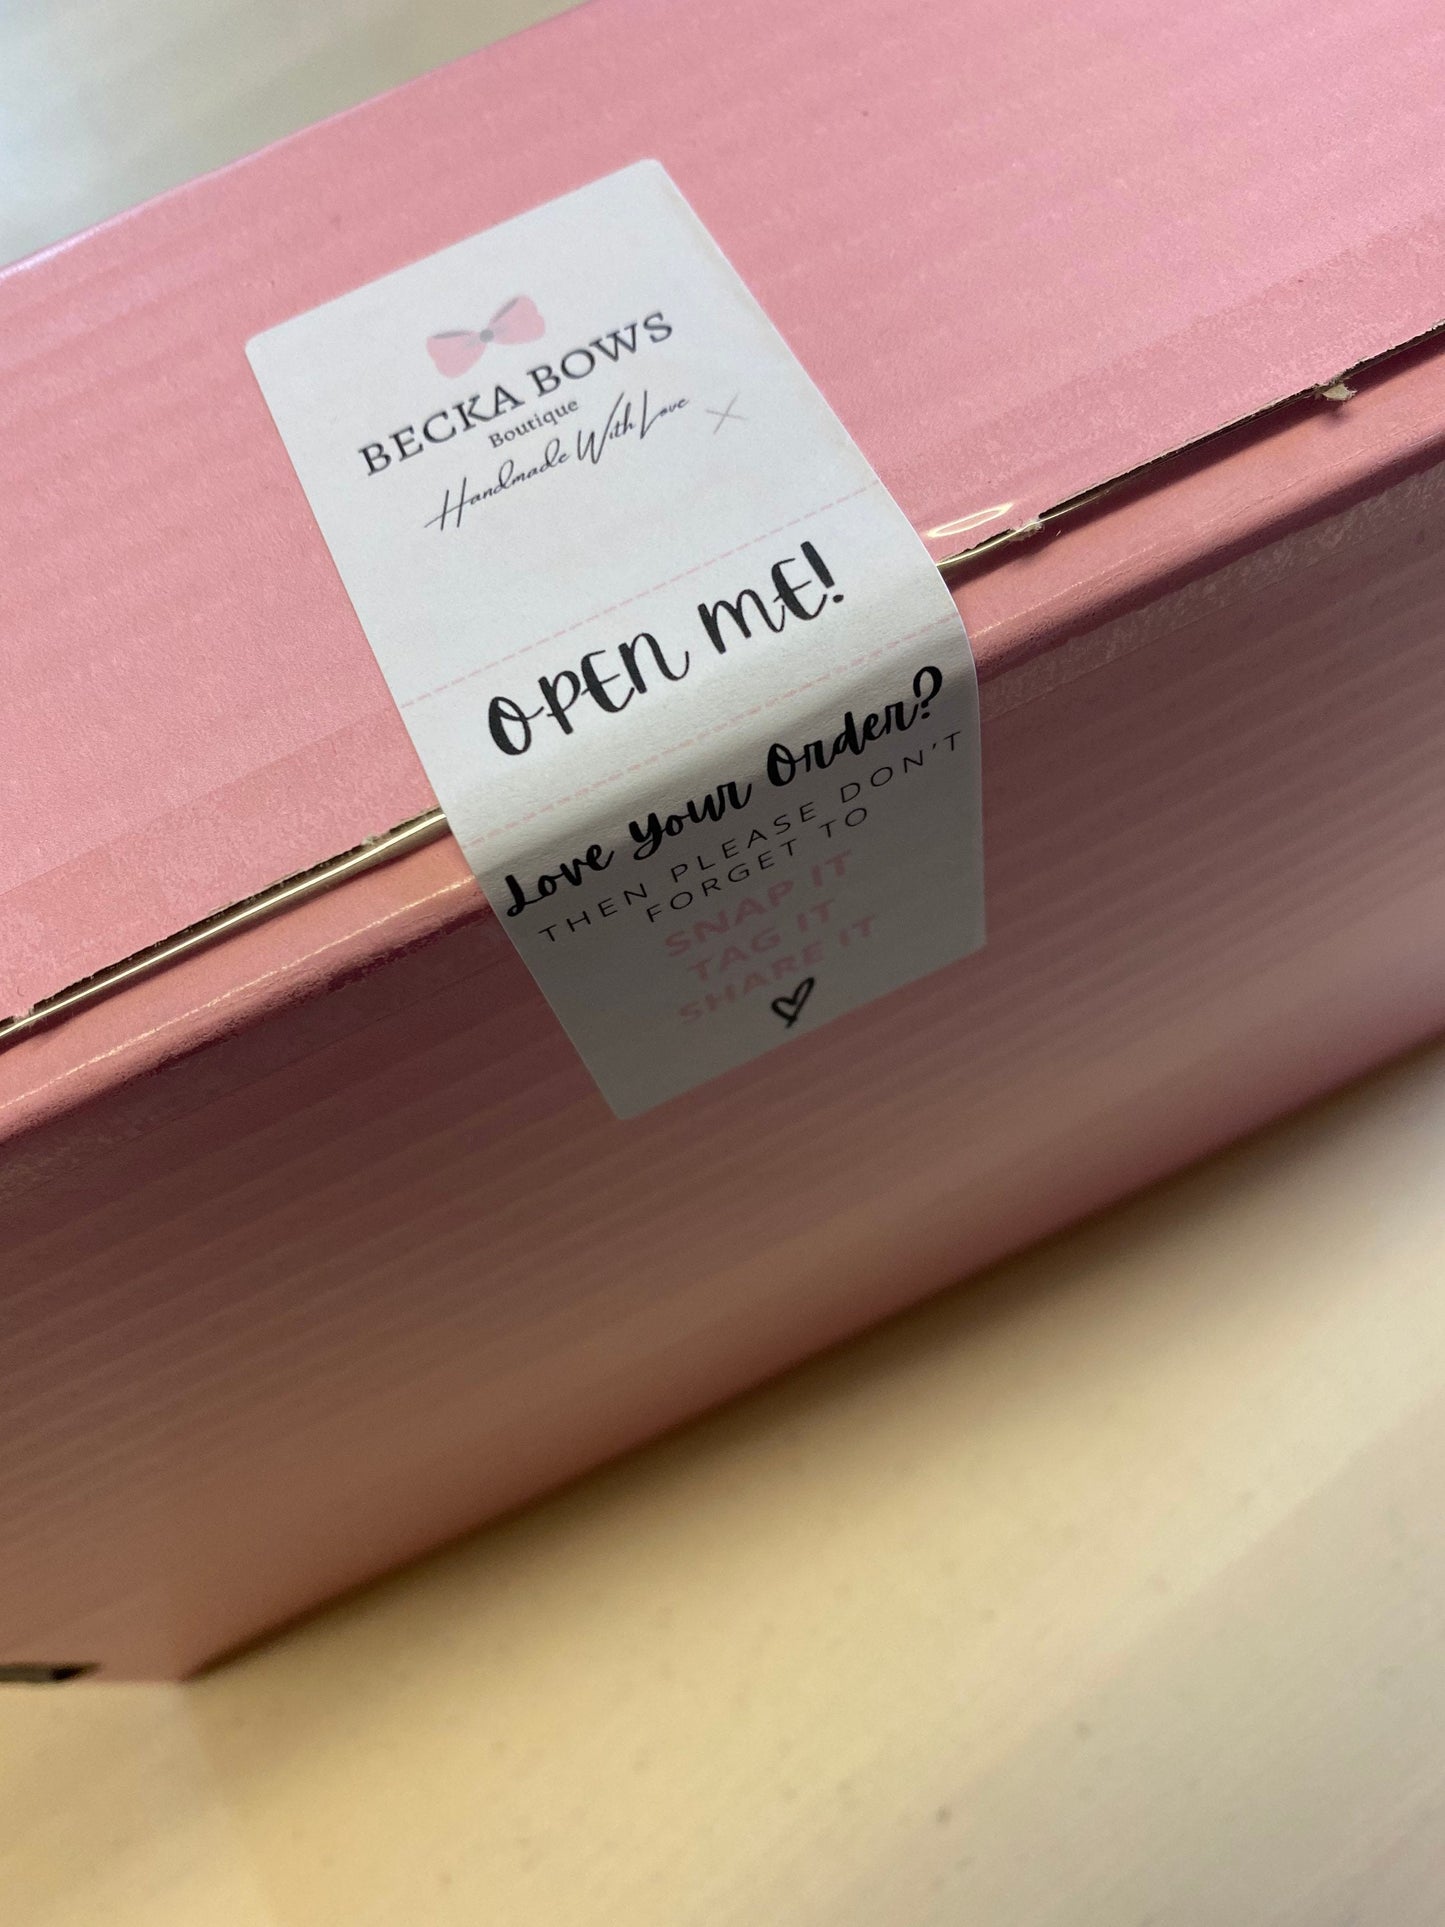 BECKA BOWS
Boutique
Handmade With Love x
OPEN ME!
Love Your Order?
THEN PLEASE DON'T
FORGET TO
SNAP IT
TAG IT
SHARE IT